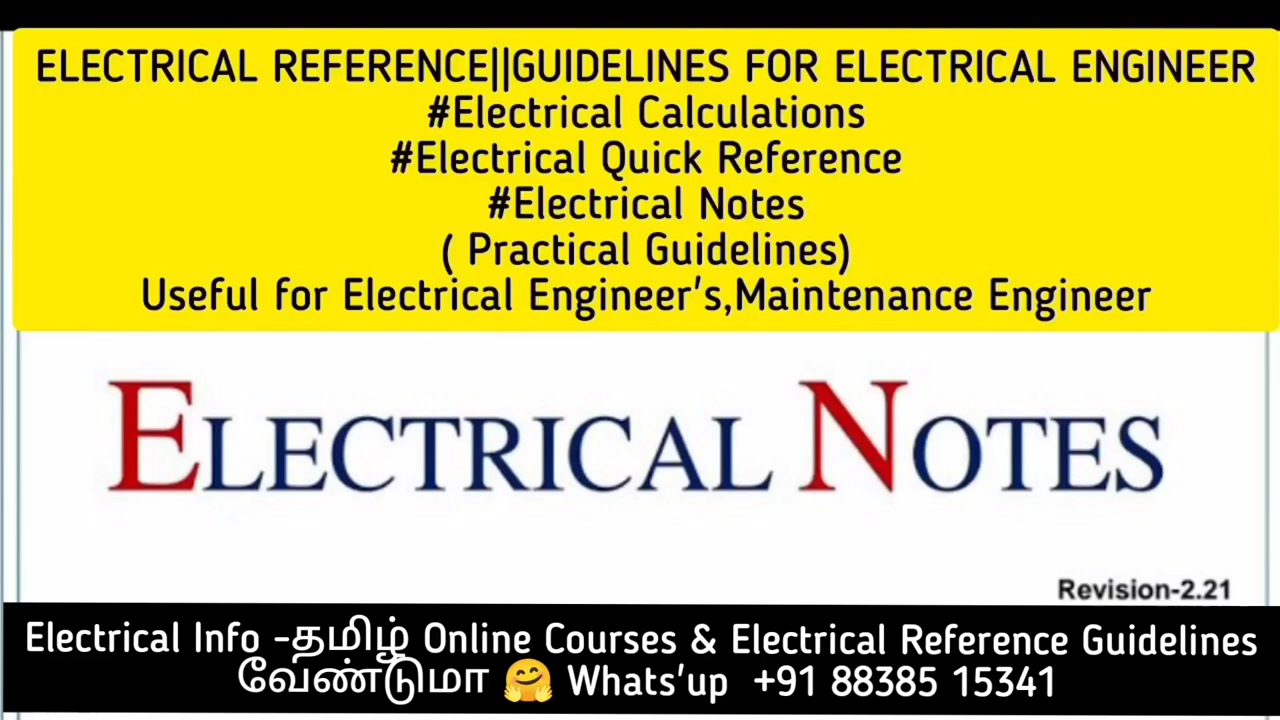 ELECTRICAL REFERENCE||GUIDELINES FOR ELECTRICAL ENGINEER
#Electrical Calculations
#Electrical Quick Reference
#Electrical Notes
( Practical Guidelines)
Useful for Electrical Engineer's,Maintenance Engineer
ELECTRICAL NOTES
Revision-2.21
Electrical Info -தமிழ் Online Courses & Electrical Reference Guidelines
வேண்டுமா 🤗 Whats'up +91 88385 15341